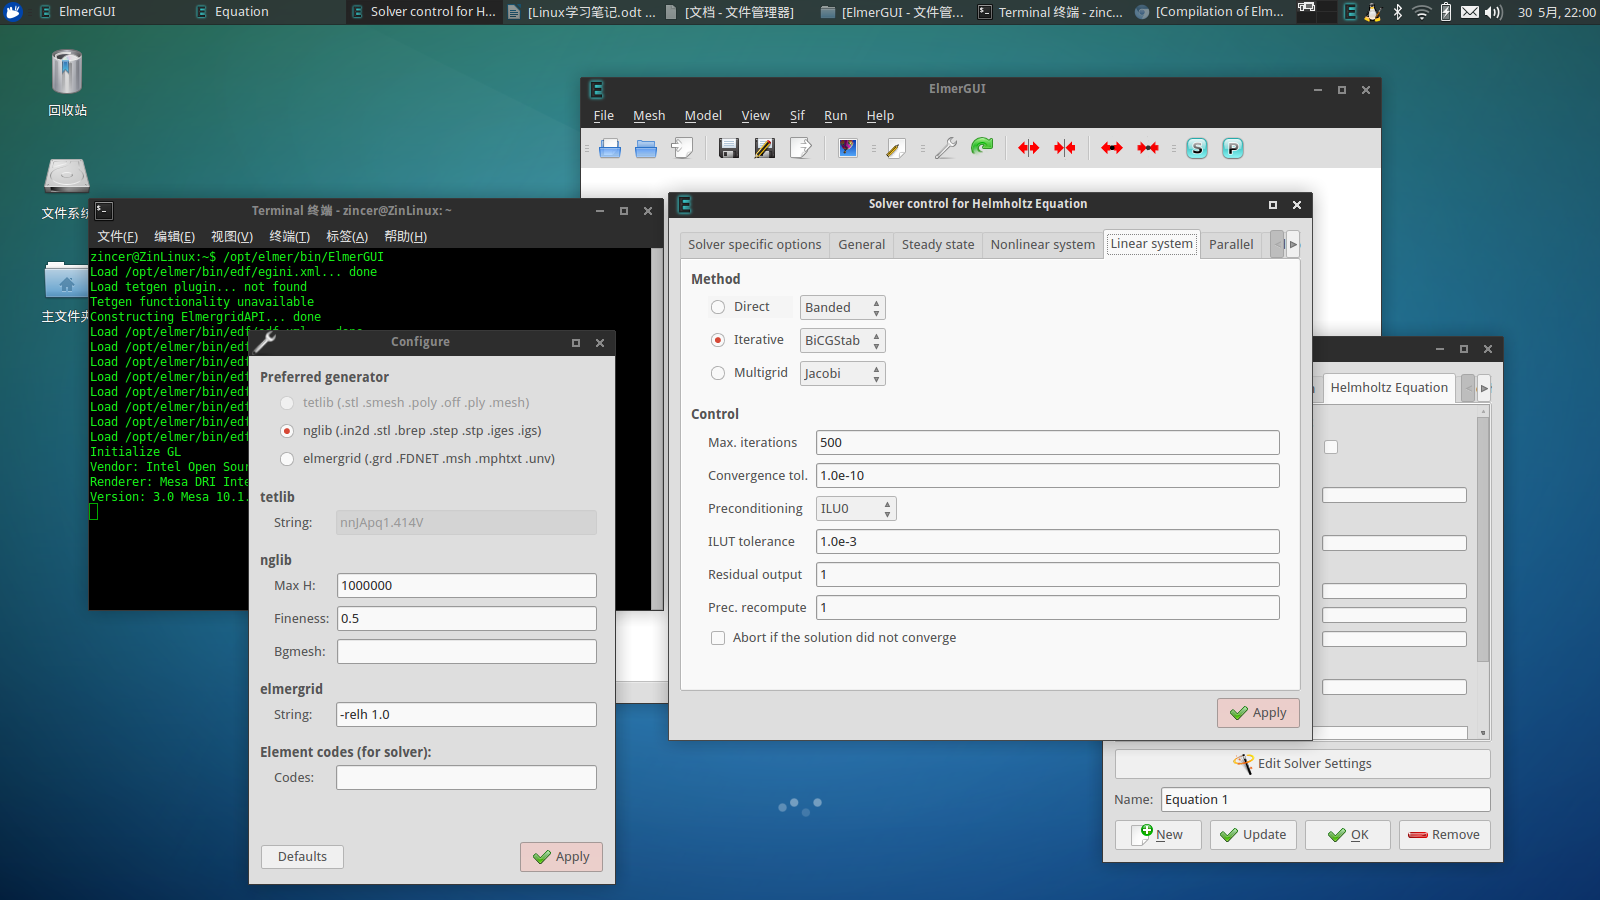 ElmerGUI
Equation
Solver control for H...
[Linux学习笔记.odt ...
[文档 - 文件管理器]
[ElmerGUI - 文件管...
Terminal 终端 - zinc...
[Compilation of Elm...
30 5月, 22:00
回收站
文件系统
主文件夹
ElmerGUI
File Mesh Model View Sif Run Help
S P
Terminal 终端 - zincer@ZinLinux: ~
文件(F) 编辑(E) 视图(V) 终端(T) 标签(A) 帮助(H)
zincer@ZinLinux:~$ /opt/elmer/bin/ElmerGUI
Load /opt/elmer/bin/edf/egini.xml... done
Load tetgen plugin... not found
Tetgen functionality unavailable
Constructing ElmergridAPI... done
Load /opt/elmer/bin/edf/edf.xml... done
Load /opt/elmer/bin/edf
Load /opt/elmer/bin/edf
Load /opt/elmer/bin/edf
Load /opt/elmer/bin/edf
Load /opt/elmer/bin/edf
Load /opt/elmer/bin/edf
Load /opt/elmer/bin/edf
Initialize GL
Vendor: Intel Open Sour
Renderer: Mesa DRI Inte
Version: 3.0 Mesa 10.1.
Configure
Preferred generator
tetlib (.stl .smesh .poly .off .ply .mesh)
nglib (.in2d .stl .brep .step .stp .iges .igs)
elmergrid (.grd .FDNET .msh .mphtxt .unv)
tetlib
String: nnJApq1.414V
nglib
Max H: 1000000
Fineness: 0.5
Bgmesh:
elmergrid
String: -relh 1.0
Element codes (for solver):
Codes:
Defaults
Apply
Solver control for Helmholtz Equation
Solver specific options General Steady state Nonlinear system Linear system Parallel
Method
Direct Banded
Iterative BiCGStab
Multigrid Jacobi
Control
Max. iterations 500
Convergence tol. 1.0e-10
Preconditioning ILU0
ILUT tolerance 1.0e-3
Residual output 1
Prec. recompute 1
Abort if the solution did not converge
Apply
Helmholtz Equation
Edit Solver Settings
Name: Equation 1
New Update OK Remove